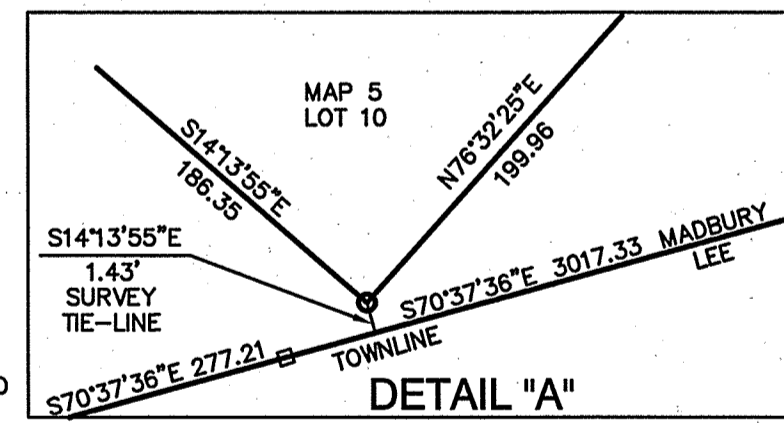 MAP 5
LOT 10
S14°13'55"E
186.35
N76°32'25"E
199.96
S14°13'55"E
1.43'
SURVEY
TIE-LINE
S70°37'36"E 3017.33
MADBURY
LEE
S70°37'36"E 277.21
TOWNLINE
DETAIL "A"